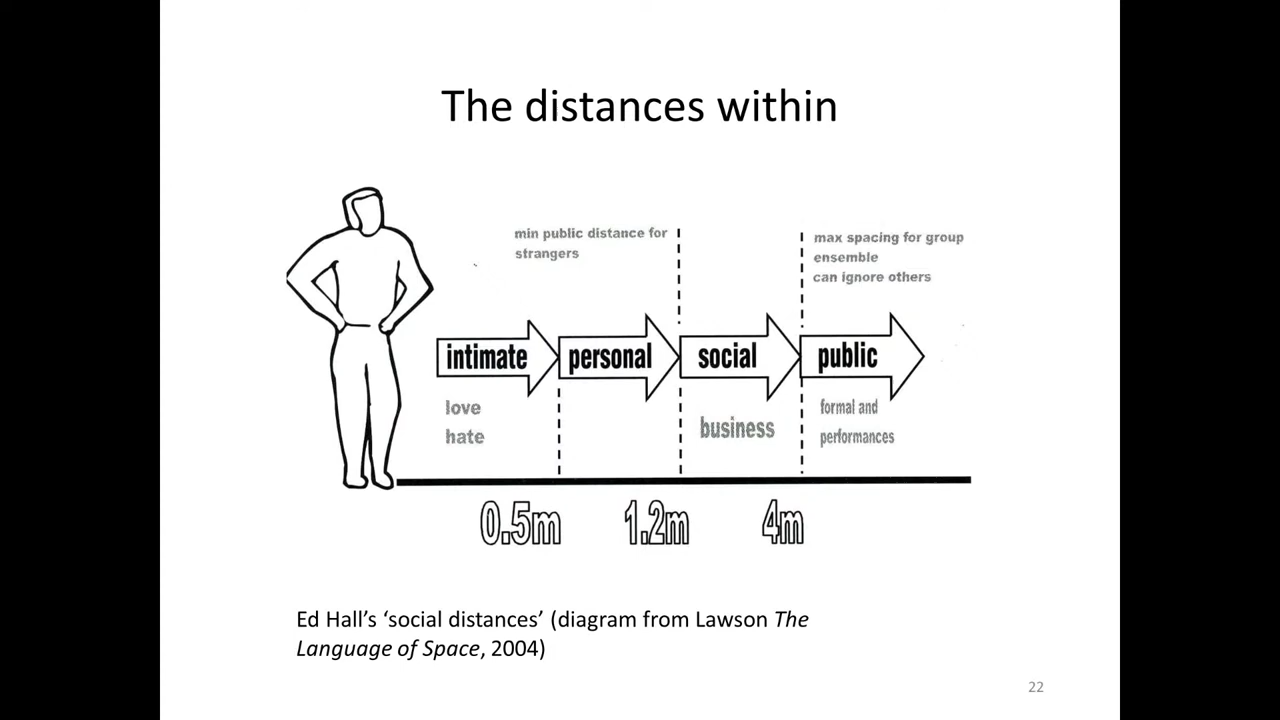 The distances within
min public distance for
strangers
max spacing for group
ensemble
can ignore others
intimate
personal
social
public
love
hate
business
formal and
performances
0.5m
1.2m
4m
Ed Hall’s ‘social distances’ (diagram from Lawson The
Language of Space, 2004)
22